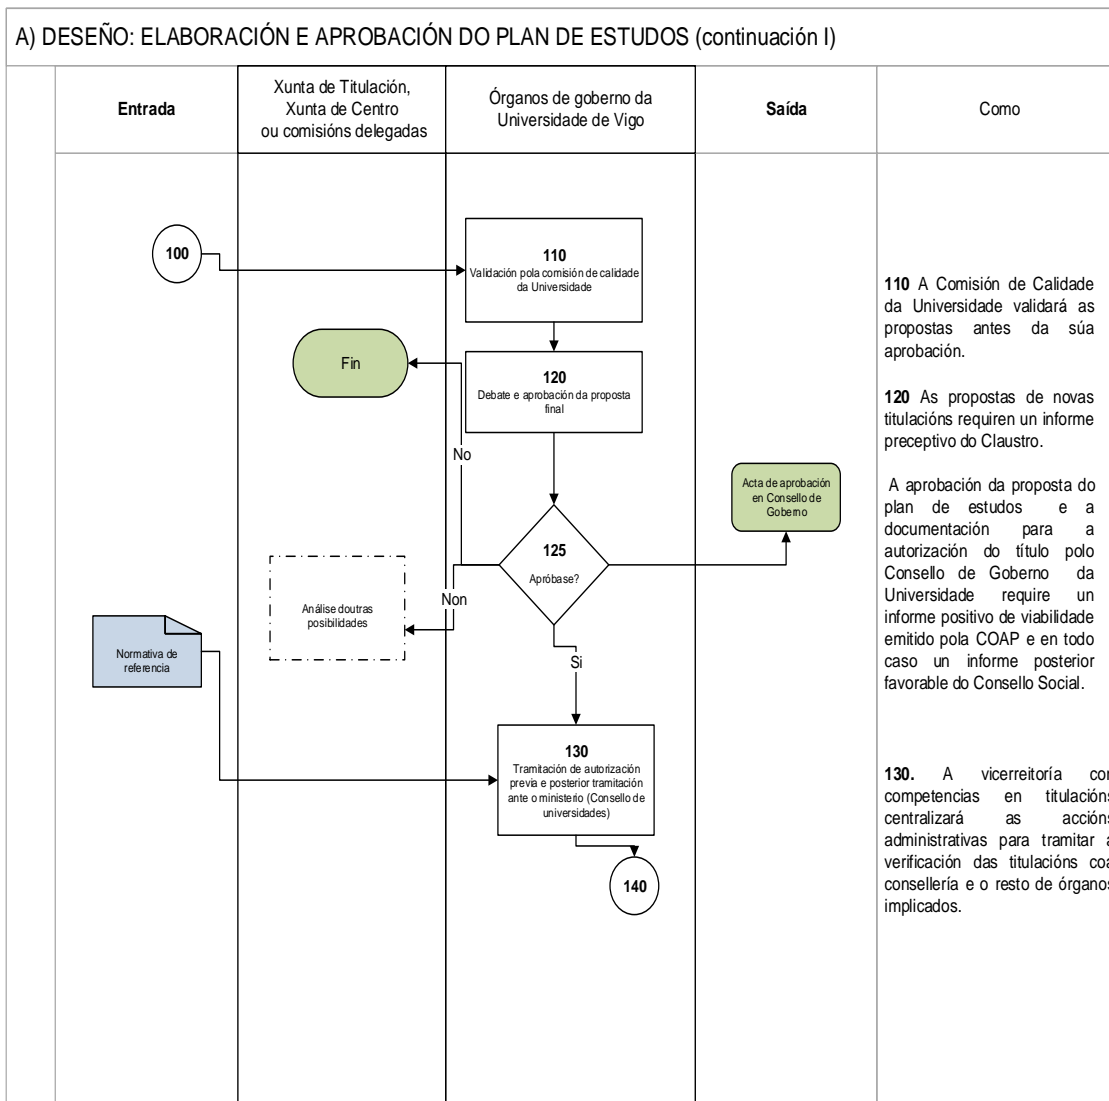 A) DESEÑO: ELABORACIÓN E APROBACIÓN DO PLAN DE ESTUDOS (continuación I)
Entrada
Xunta de Titulación,
Xunta de Centro
ou comisións delegadas
Órganos de goberno da
Universidade de Vigo
Saída
Como
100
110
Validación pola comisión de calidade
da Universidade
Fin
120
Debate e aprobación da proposta
final
No
Acta de aprobación
en Consello de
Goberno
125
Apróbase?
Non
Análise doutras
posibilidades
Normativa de
referencia
Si
130
Tramitación de autorización
previa e posterior tramitación
ante o ministerio (Consello de
universidades)
140
110 A Comisión de Calidade
da Universidade validará as
propostas antes da súa
aprobación.
120 As propostas de novas
titulacións requiren un informe
preceptivo do Claustro.
A aprobación da proposta do
plan de estudos e a
documentación para a
autorización do título polo
Consello de Goberno da
Universidade require un
informe positivo de viabilidade
emitido pola COAP e en todo
caso un informe posterior
favorable do Consello Social.
130. A vicerreitoría con
competencias en titulacións
centralizará as accións
administrativas para tramitar a
verificación das titulacións coa
consellería e o resto de órganos
implicados.